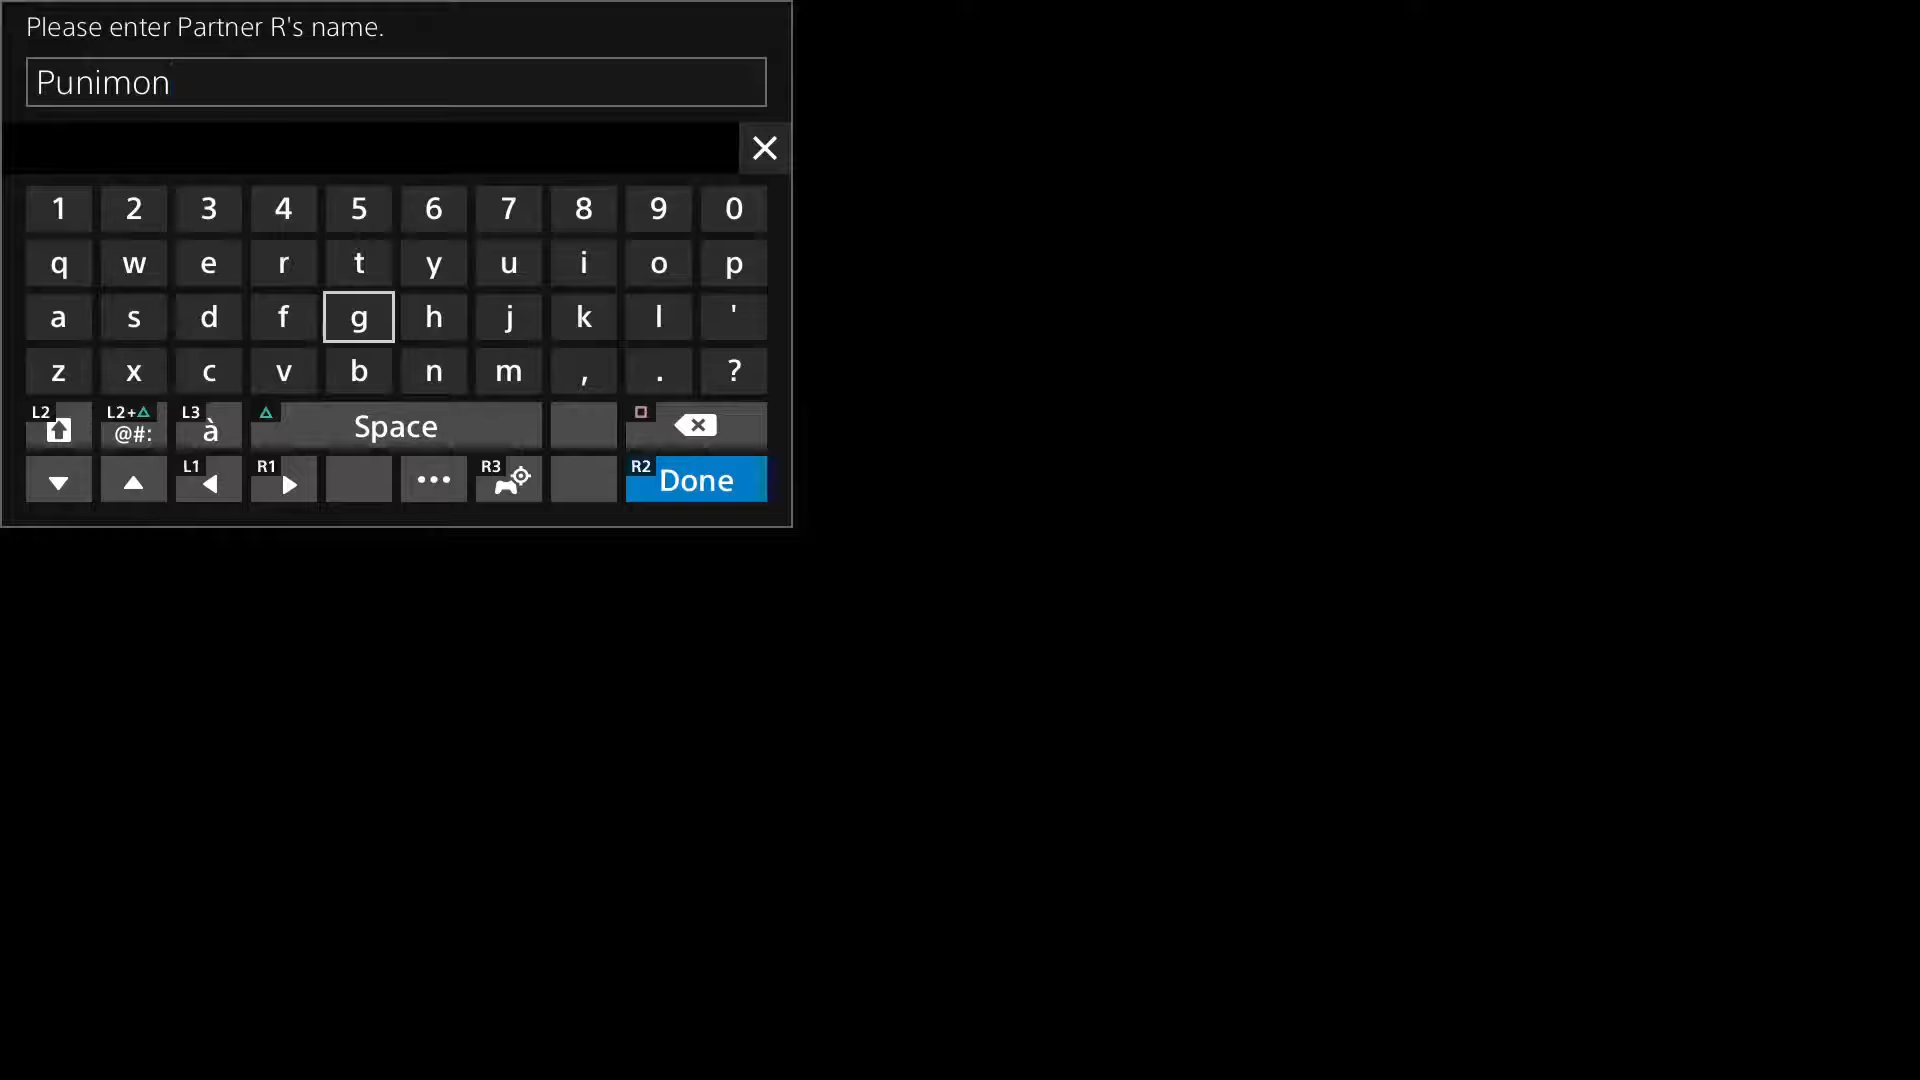 Please enter Partner R's name.
Punimon
1 2 3 4 5 6 7 8 9 0
q w e r t y u i o p
a s d f g h j k l '
z x c v b n m , . ?
L2 L2+△ @#: L3 à △ Space □
L1 R1 ... R3 R2 Done